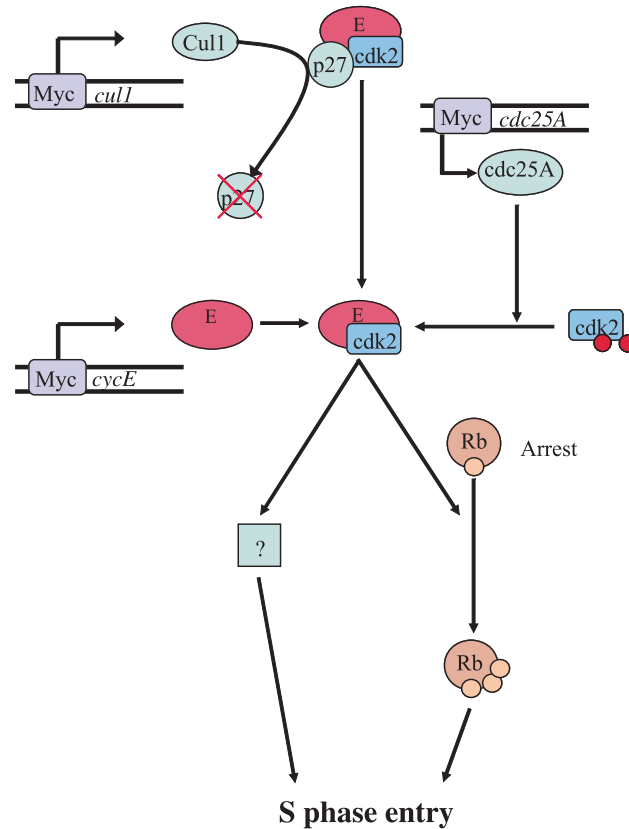 Cul1
E
cdk2
p27
Myc cul1
Myc cdc25A
cdc25A
p27
E
E
cdk2
cdk2
Myc cycE
Rb
Arrest
?
Rb
S phase entry